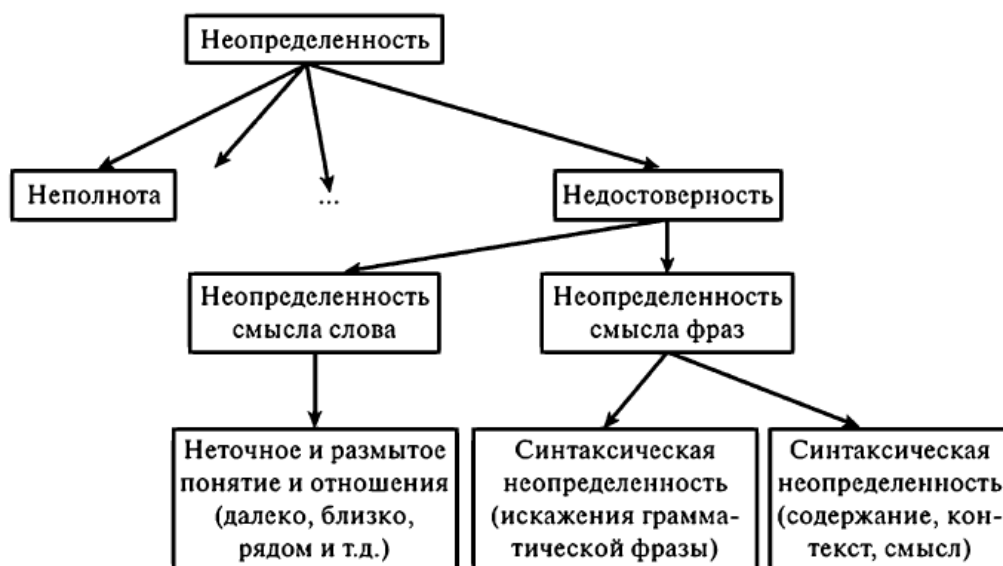 Неопределенность
Неполнота
...
Недостоверность
Неопределенность
смысла слова
Неопределенность
смысла фраз
Неточное и размытое
понятие и отношения
(далеко, близко,
рядом и т.д.)
Синтаксическая
неопределенность
(искажения грамма-
тической фразы)
Синтаксическая
неопределенность
(содержание, кон-
текст, смысл)